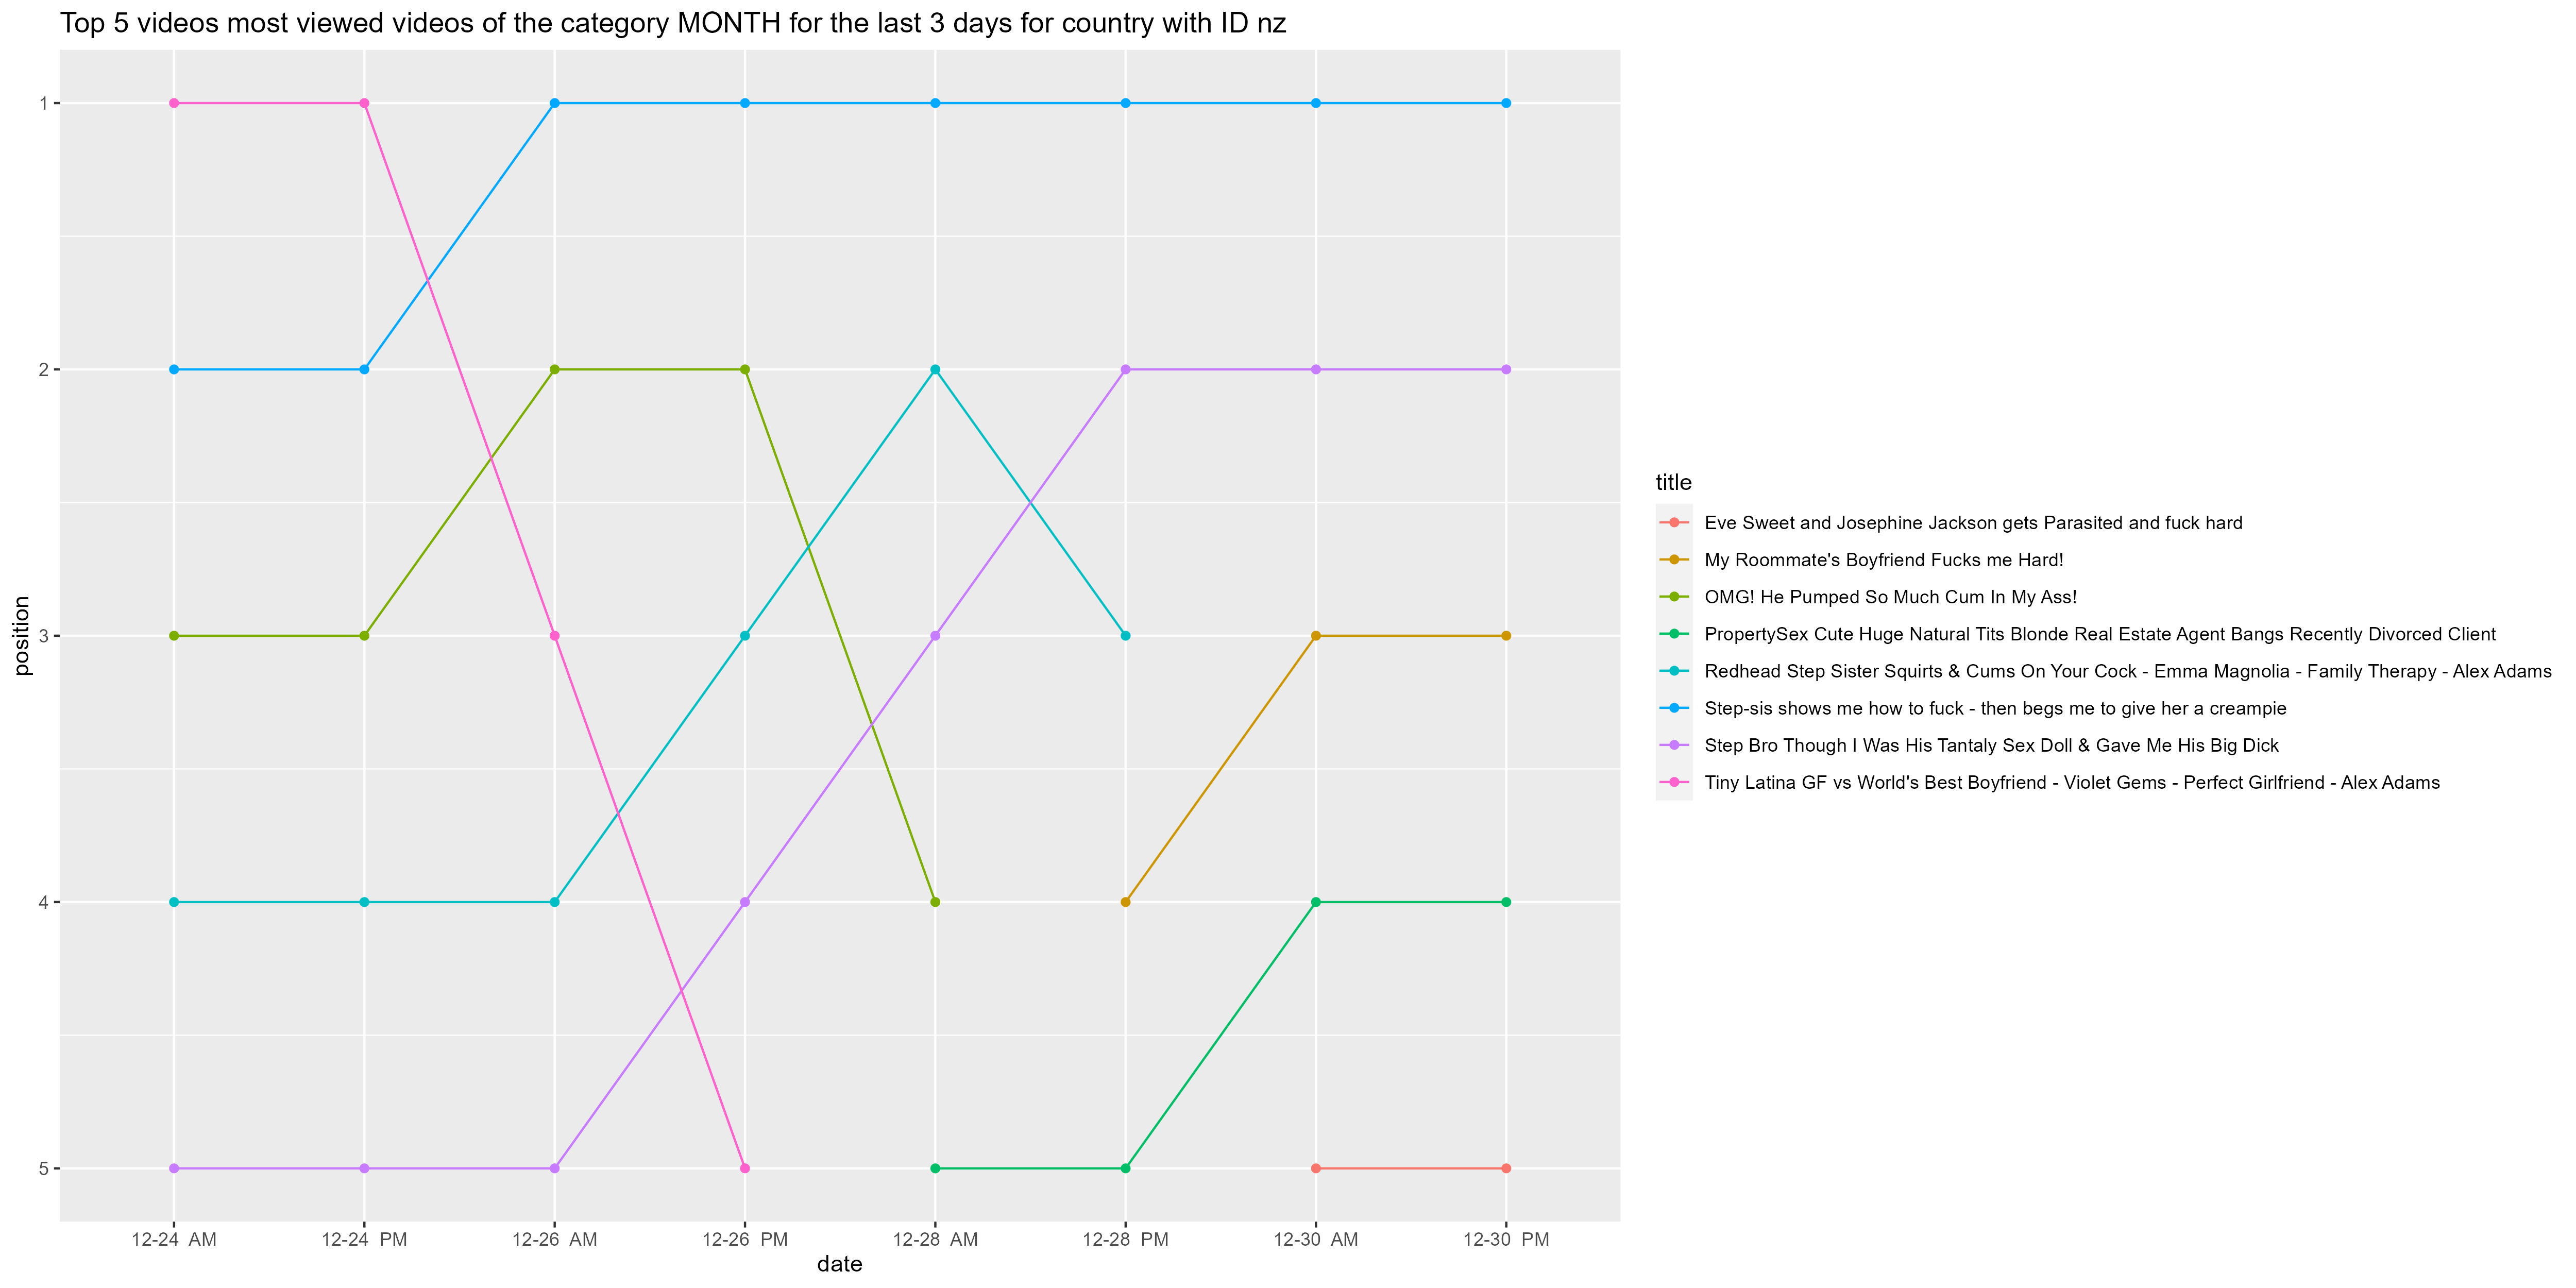 Top 5 videos most viewed videos of the category MONTH for the last 3 days for country with ID nz
position
1
2
3
4
5
12-24 AM
12-24 PM
12-26 AM
12-26 PM
12-28 AM
12-28 PM
12-30 AM
12-30 PM
date
title
Eve Sweet and Josephine Jackson gets Parasited and fuck hard
My Roommate's Boyfriend Fucks me Hard!
OMG! He Pumped So Much Cum In My Ass!
PropertySex Cute Huge Natural Tits Blonde Real Estate Agent Bangs Recently Divorced Client
Redhead Step Sister Squirts & Cums On Your Cock - Emma Magnolia - Family Therapy - Alex Adams
Step-sis shows me how to fuck - then begs me to give her a creampie
Step Bro Though I Was His Tantaly Sex Doll & Gave Me His Big Dick
Tiny Latina GF vs World's Best Boyfriend - Violet Gems - Perfect Girlfriend - Alex Adams